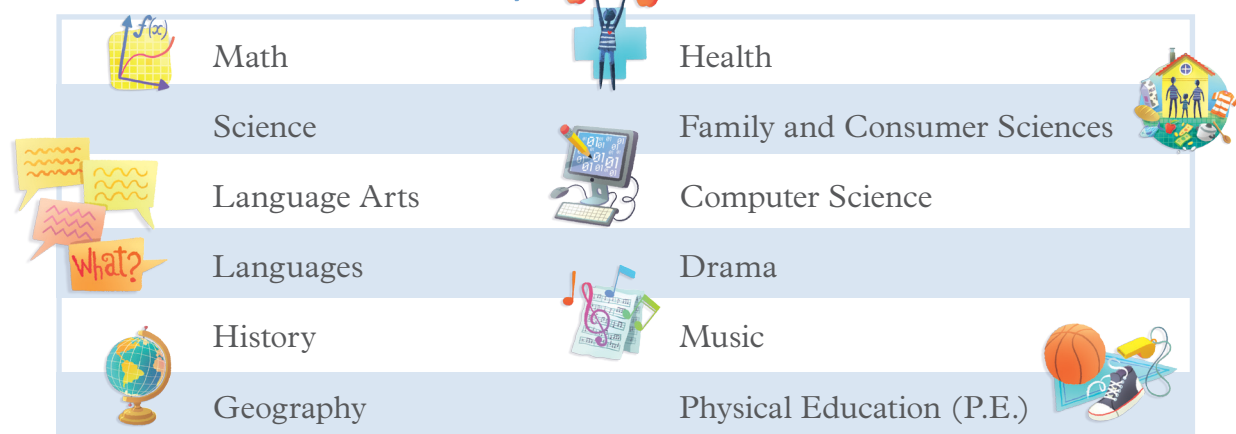 f(x)
Math
Health
Science
Family and Consumer Sciences
Language Arts
Computer Science
What?
Languages
Drama
History
Music
Geography
Physical Education (P.E.)